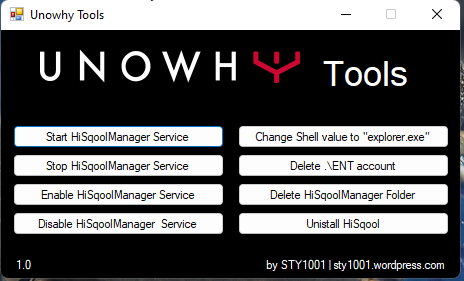 Unowhy Tools
UNOWHY Tools
Start HiSqoolManager Service
Change Shell value to "explorer.exe"
Stop HiSqoolManager Service
Delete .\ENT account
Enable HiSqoolManager Service
Delete HiSqoolManager Folder
Disable HiSqoolManager  Service
Unistall HiSqool
1.0
by STY1001 | sty1001.wordpress.com